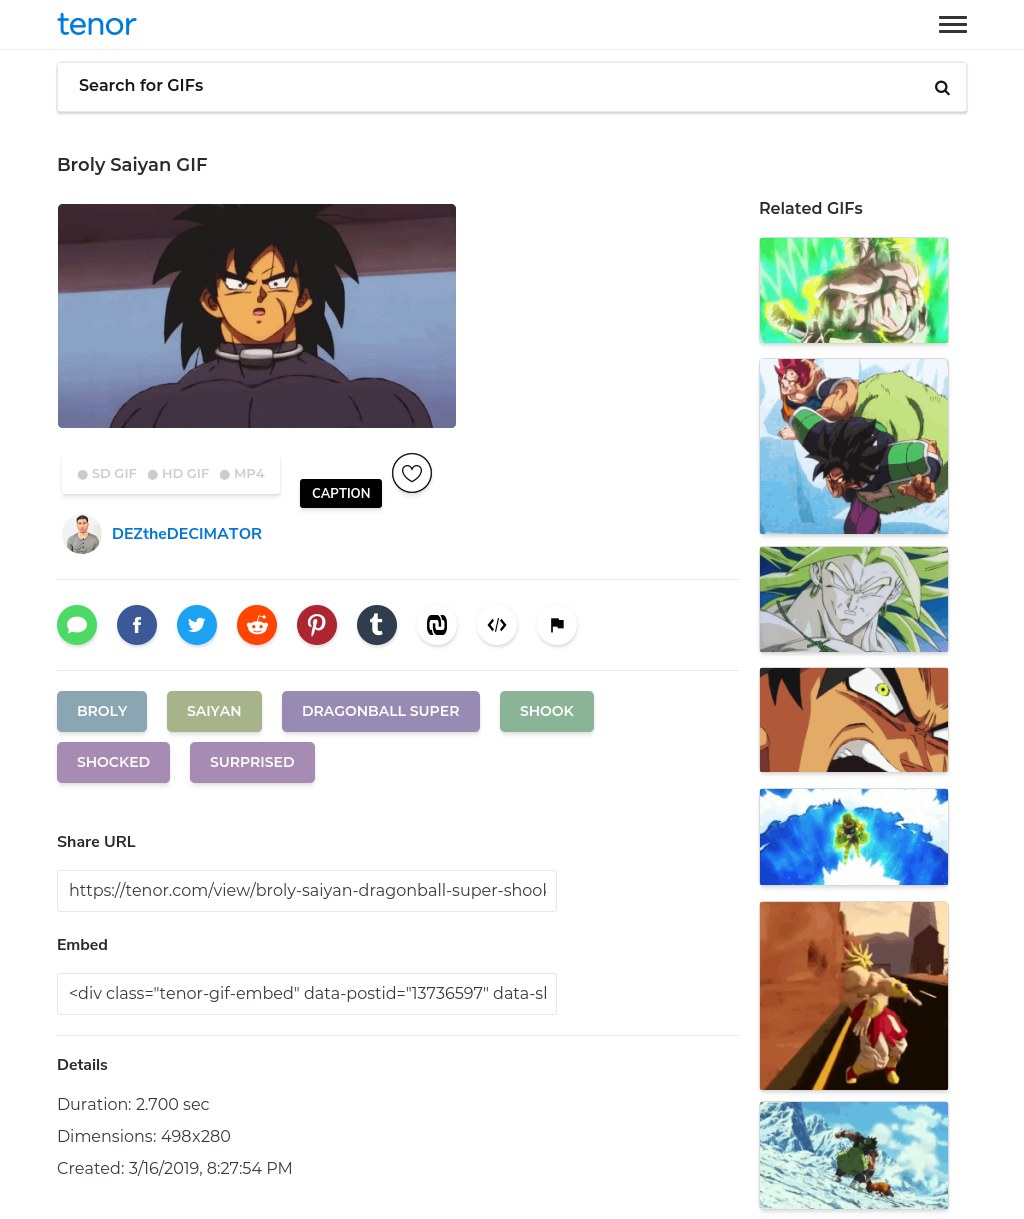 tenor
Search for GIFs
Broly Saiyan GIF
SD GIF HD GIF MP4
CAPTION
DEZtheDECIMATOR
BROLY SAIYAN DRAGONBALL SUPER SHOOK
SHOCKED SURPRISED
Share URL
https://tenor.com/view/broly-saiyan-dragonball-super-shook
Embed
<div class="tenor-gif-embed" data-postid="13736597" data-sl
Details
Duration: 2.700 sec
Dimensions: 498x280
Created: 3/16/2019, 8:27:54 PM
Related GIFs